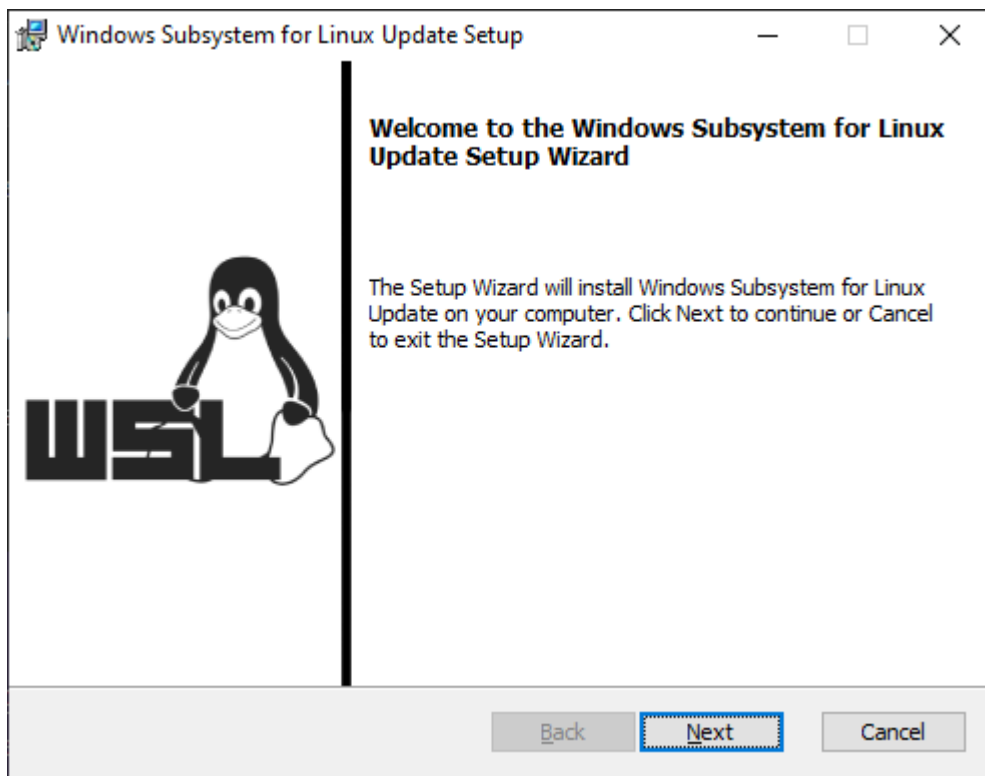 Windows Subsystem for Linux Update Setup
Welcome to the Windows Subsystem for Linux
Update Setup Wizard
The Setup Wizard will install Windows Subsystem for Linux
Update on your computer. Click Next to continue or Cancel
to exit the Setup Wizard.
WSL
Back
Next
Cancel